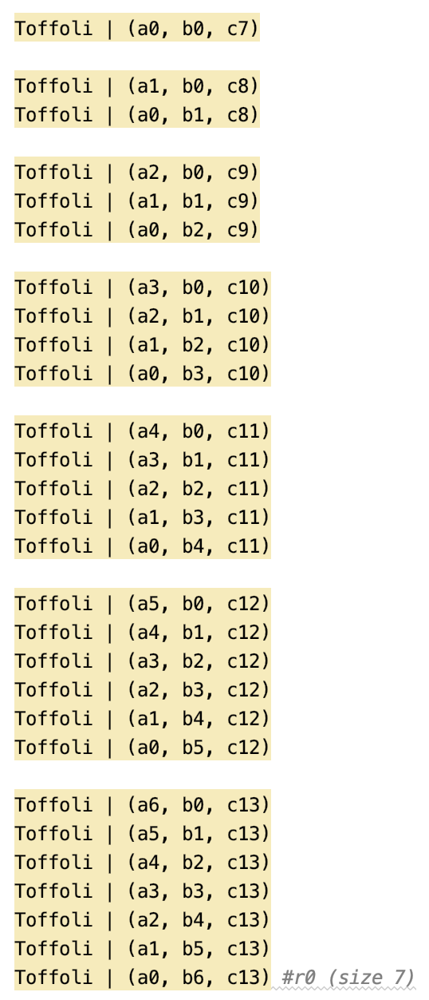 Toffoli | (a0, b0, c7)
Toffoli | (a1, b0, c8)
Toffoli | (a0, b1, c8)
Toffoli | (a2, b0, c9)
Toffoli | (a1, b1, c9)
Toffoli | (a0, b2, c9)
Toffoli | (a3, b0, c10)
Toffoli | (a2, b1, c10)
Toffoli | (a1, b2, c10)
Toffoli | (a0, b3, c10)
Toffoli | (a4, b0, c11)
Toffoli | (a3, b1, c11)
Toffoli | (a2, b2, c11)
Toffoli | (a1, b3, c11)
Toffoli | (a0, b4, c11)
Toffoli | (a5, b0, c12)
Toffoli | (a4, b1, c12)
Toffoli | (a3, b2, c12)
Toffoli | (a2, b3, c12)
Toffoli | (a1, b4, c12)
Toffoli | (a0, b5, c12)
Toffoli | (a6, b0, c13)
Toffoli | (a5, b1, c13)
Toffoli | (a4, b2, c13)
Toffoli | (a3, b3, c13)
Toffoli | (a2, b4, c13)
Toffoli | (a1, b5, c13)
Toffoli | (a0, b6, c13) #r0 (size 7)